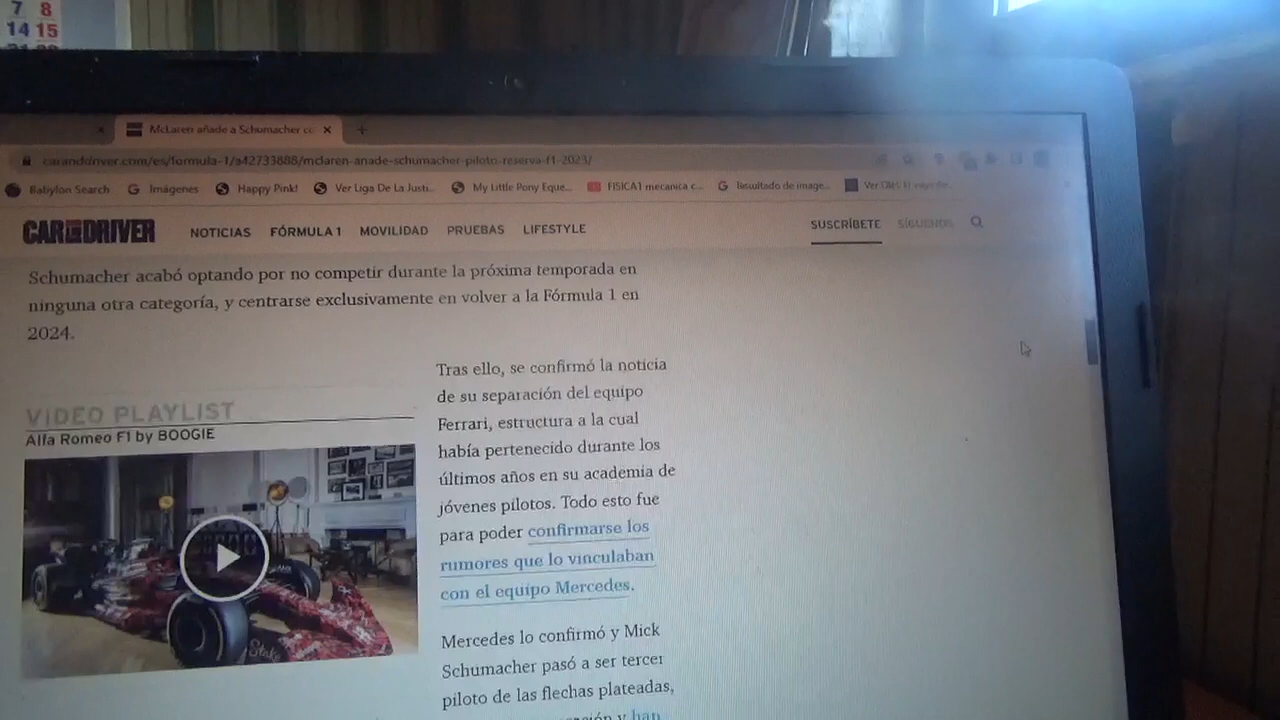 7 8
14 15
McLaren añade a Schumacher co
caranddriver.com/es/formula-1/a42733888/mclaren-anade-schumacher-piloto-reserva-f1-2023/
Babylon Search
Imágenes
Happy Pink!
Ver Liga De La Justi...
My Little Pony Eque...
FISICA1 mecanica c...
Resultado de image...
CAR AND DRIVER
NOTICIAS
FÓRMULA 1
MOVILIDAD
PRUEBAS
LIFESTYLE
SUSCRÍBETE
SÍGUENOS
Schumacher acabó optando por no competir durante la próxima temporada en
ninguna otra categoría, y centrarse exclusivamente en volver a la Fórmula 1 en
2024.
VIDEO PLAYLIST
Alfa Romeo F1 by BOOGIE
Stake
Tras ello, se confirmó la noticia
de su separación del equipo
Ferrari, estructura a la cual
había pertenecido durante los
últimos años en su academia de
jóvenes pilotos. Todo esto fue
para poder confirmarse los
rumores que lo vinculaban
con el equipo Mercedes.
Mercedes lo confirmó y Mick
Schumacher pasó a ser tercer
piloto de las flechas plateadas,
y han